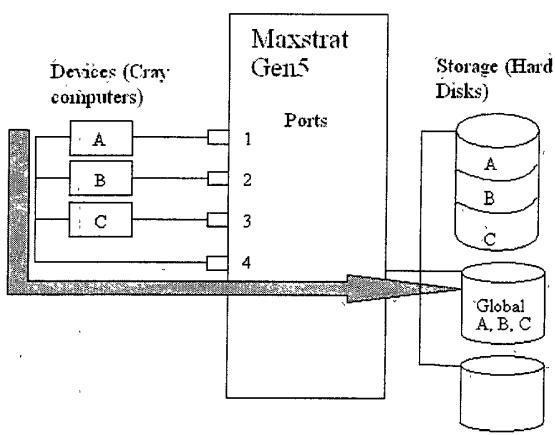 Maxstrat
Gen5
Devices (Cray
computers)
Storage (Hard
Disks)
Ports
A
1
B
2
C
3
4
A
B
C
Global
A, B, C